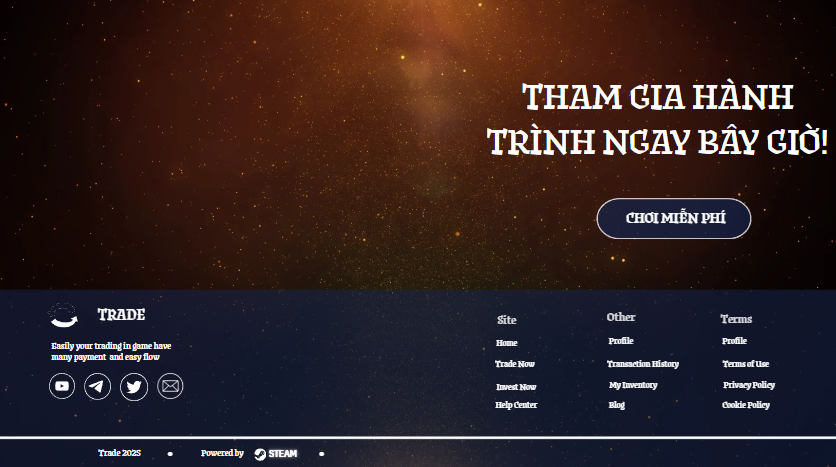 THAM GIA HÀNH
TRÌNH NGAY BÂY GIỜ!
CHƠI MIỄN PHÍ
TRADE
Easily your trading in game have
many payment and easy flow
Site
Home
Trade Now
Invest Now
Help Center
Other
Profile
Transaction History
My Inventory
Blog
Terms
Profile
Terms of Use
Privacy Policy
Cookie Policy
Trade 2025
Powered by
STEAM